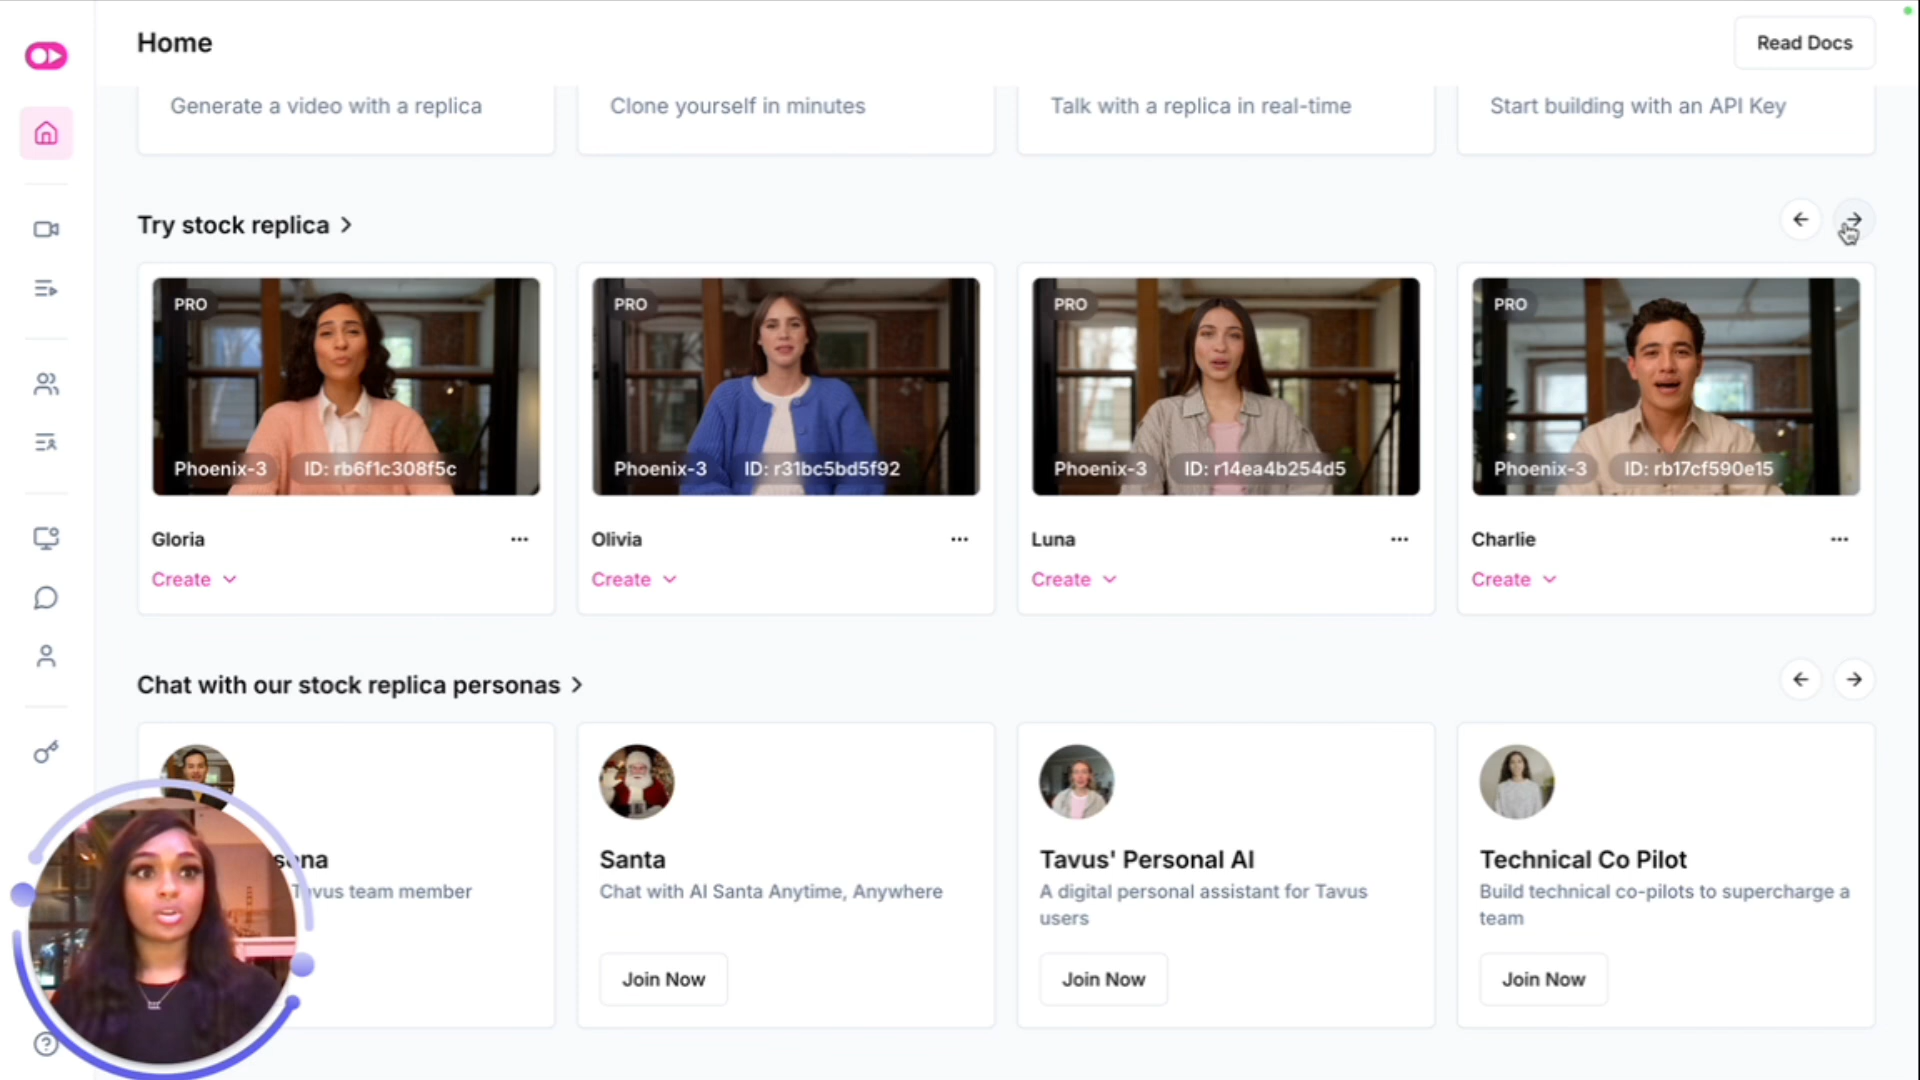 Home
Read Docs
Generate a video with a replica
Clone yourself in minutes
Talk with a replica in real-time
Start building with an API Key
Try stock replica
PRO
Phoenix-3
ID: rb6f1c308f5c
Gloria
Create
PRO
Phoenix-3
ID: r31bc5bd5f92
Olivia
Create
PRO
Phoenix-3
ID: r14ea4b254d5
Luna
Create
PRO
Phoenix-3
ID: rb17cf590e15
Charlie
Create
Chat with our stock replica personas
sona
Tavus team member
Santa
Chat with AI Santa Anytime, Anywhere
Join Now
Tavus' Personal AI
A digital personal assistant for Tavus
users
Join Now
Technical Co Pilot
Build technical co-pilots to supercharge a
team
Join Now